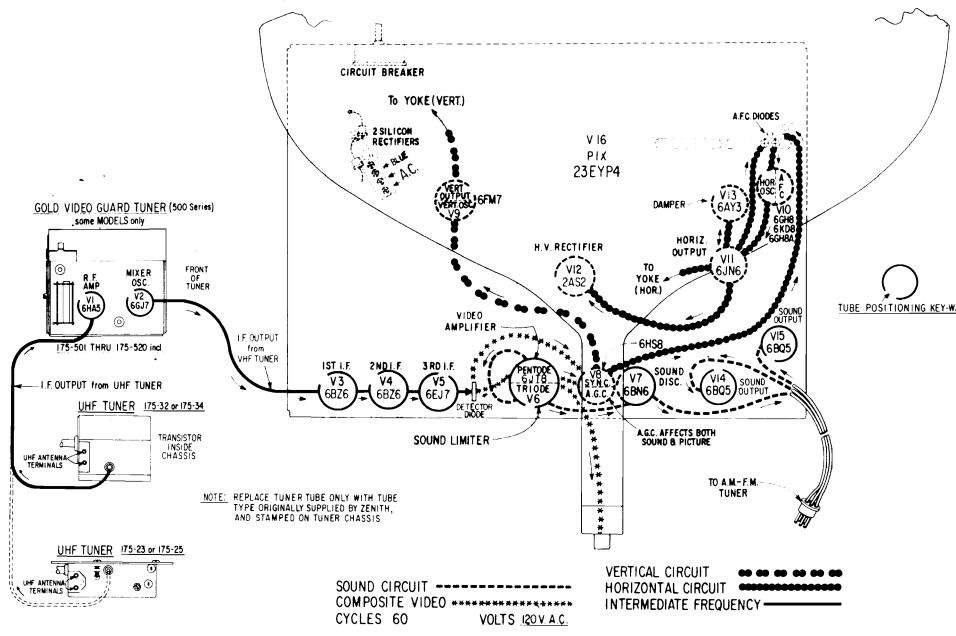 CIRCUIT BREAKER
To YOKE (VERT.)
2 SILICON
RECTIFIERS
BLUE
A.C.
V16
PIX
23EYP4
A.F.C. DIODES
VERT
OUTPUT
VERT. OSC.
V9
6FM7
DAMPER
V13
6AY3
HOR.
OSC.
A
F
C
V10
6GH8
6KD8
6GH8A
HORIZ.
OUTPUT
V11
6JN6
H.V. RECTIFIER
V12
2AS2
TO
YOKE
(HOR.)
GOLD VIDEO GUARD TUNER (500 Series)
some MODELS only
R.F.
AMP
V1
6HA5
MIXER
OSC.
V2
6GJ7
FRONT
OF
TUNER
175-501 THRU 175-520 incl.
I.F. OUTPUT
from
VHF TUNER
I.F. OUTPUT from UHF TUNER
VIDEO
AMPLIFIER
6HS8
SOUND
OUTPUT
V15
6BQ5
TUBE POSITIONING KEY-W
1ST I.F.
V3
6BZ6
2ND I.F.
V4
6BZ6
3RD I.F.
V5
6EJ7
DETECTOR
DIODE
PENTODE
6JT8
TRIODE
V6
V8
SYNC.
A.G.C.
V7
6BN6
SOUND
DISC.
V14
6BQ5
SOUND
OUTPUT
SOUND LIMITER
A.G.C. AFFECTS BOTH
SOUND & PICTURE
UHF TUNER 175-32 or 175-34
UHF ANTENNA
TERMINALS
TRANSISTOR
INSIDE
CHASSIS
TO A.M.-F.M.
TUNER
NOTE: REPLACE TUNER TUBE ONLY WITH TUBE
TYPE ORIGINALLY SUPPLIED BY ZENITH,
AND STAMPED ON TUNER CHASSIS
UHF TUNER 175-23 or 175-25
UHF ANTENNA
TERMINALS
SOUND CIRCUIT
COMPOSITE VIDEO
CYCLES 60 VOLTS 120 V. A.C.
VERTICAL CIRCUIT
HORIZONTAL CIRCUIT
INTERMEDIATE FREQUENCY